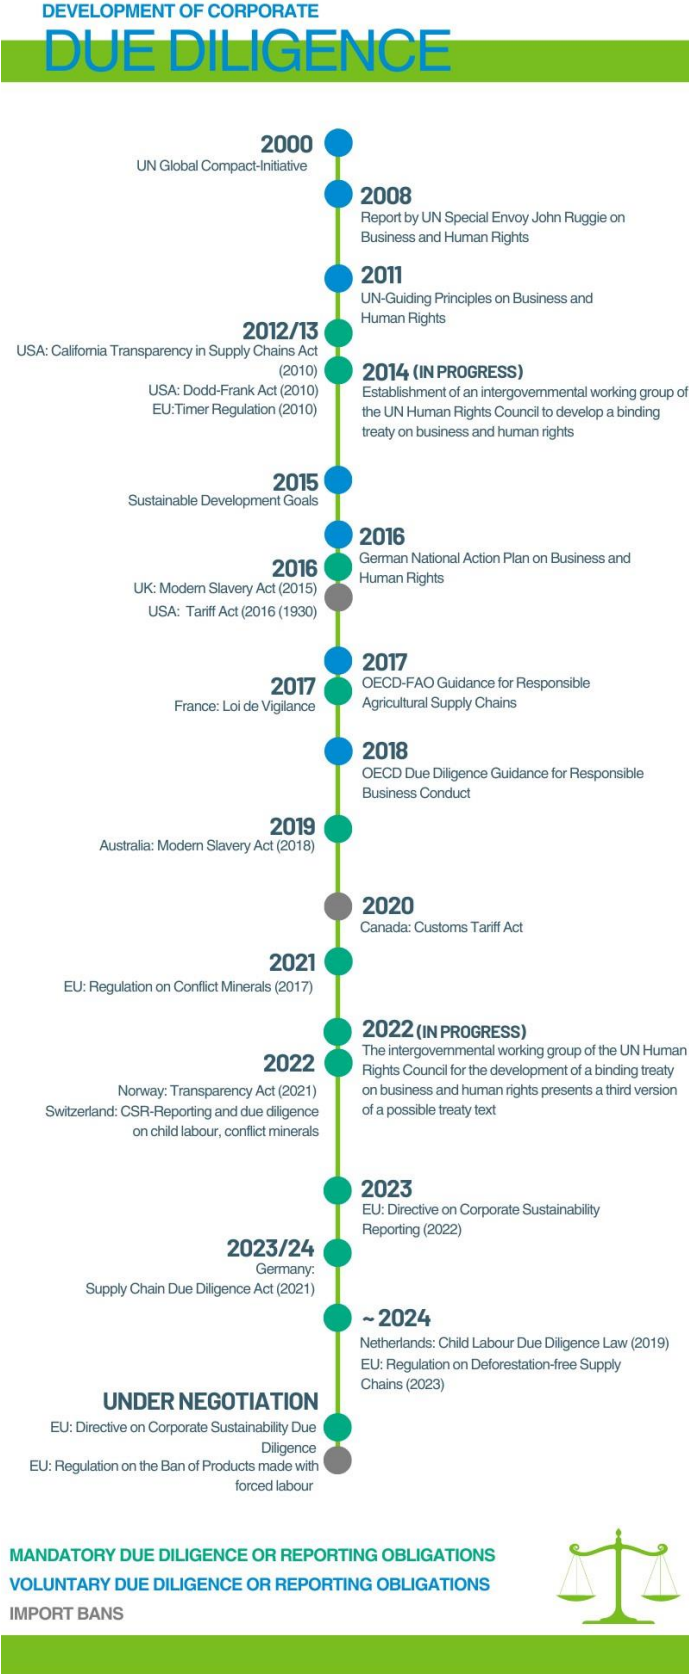 DEVELOPMENT OF CORPORATE
DUE DILIGENCE
2000
UN Global Compact-Initiative
2008
Report by UN Special Envoy John Ruggie on
Business and Human Rights
2011
UN-Guiding Principles on Business and
Human Rights
2012/13
USA: California Transparency in Supply Chains Act
(2010)
USA: Dodd-Frank Act (2010)
EU:Timer Regulation (2010)
2014 (IN PROGRESS)
Establishment of an intergovernmental working group of
the UN Human Rights Council to develop a binding
treaty on business and human rights
2015
Sustainable Development Goals
2016
German National Action Plan on Business and
Human Rights
2016
UK: Modern Slavery Act (2015)
USA: Tariff Act (2016 (1930)
2017
OECD-FAO Guidance for Responsible
Agricultural Supply Chains
2017
France: Loi de Vigilance
2018
OECD Due Diligence Guidance for Responsible
Business Conduct
2019
Australia: Modern Slavery Act (2018)
2020
Canada: Customs Tariff Act
2021
EU: Regulation on Conflict Minerals (2017)
2022 (IN PROGRESS)
The intergovernmental working group of the UN Human
Rights Council for the development of a binding treaty
on business and human rights presents a third version
of a possible treaty text
2022
Norway: Transparency Act (2021)
Switzerland: CSR-Reporting and due diligence
on child labour, conflict minerals
2023
EU: Directive on Corporate Sustainability
Reporting (2022)
2023/24
Germany:
Supply Chain Due Diligence Act (2021)
~ 2024
Netherlands: Child Labour Due Diligence Law (2019)
EU: Regulation on Deforestation-free Supply
Chains (2023)
UNDER NEGOTIATION
EU: Directive on Corporate Sustainability Due
Diligence
EU: Regulation on the Ban of Products made with
forced labour
MANDATORY DUE DILIGENCE OR REPORTING OBLIGATIONS
VOLUNTARY DUE DILIGENCE OR REPORTING OBLIGATIONS
IMPORT BANS